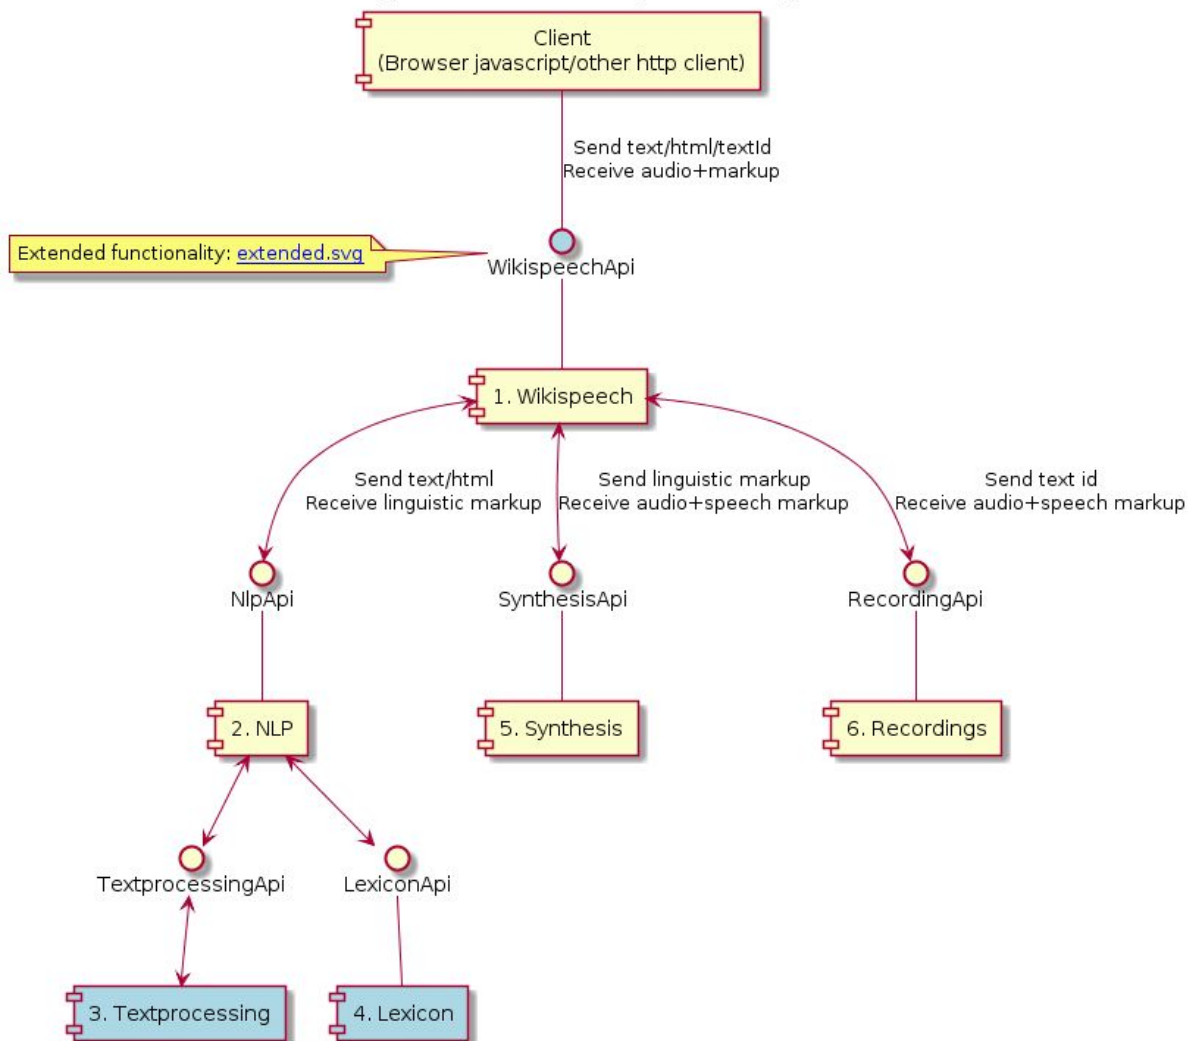 Client
(Browser javascript/other http client)
Send text/html/textId
Receive audio+markup
Extended functionality: extended.svg
WikispeechApi
1. Wikispeech
Send text/html
Receive linguistic markup
Send linguistic markup
Receive audio+speech markup
Send text id
Receive audio+speech markup
NlpApi
SynthesisApi
RecordingApi
2. NLP
5. Synthesis
6. Recordings
TextprocessingApi
LexiconApi
3. Textprocessing
4. Lexicon